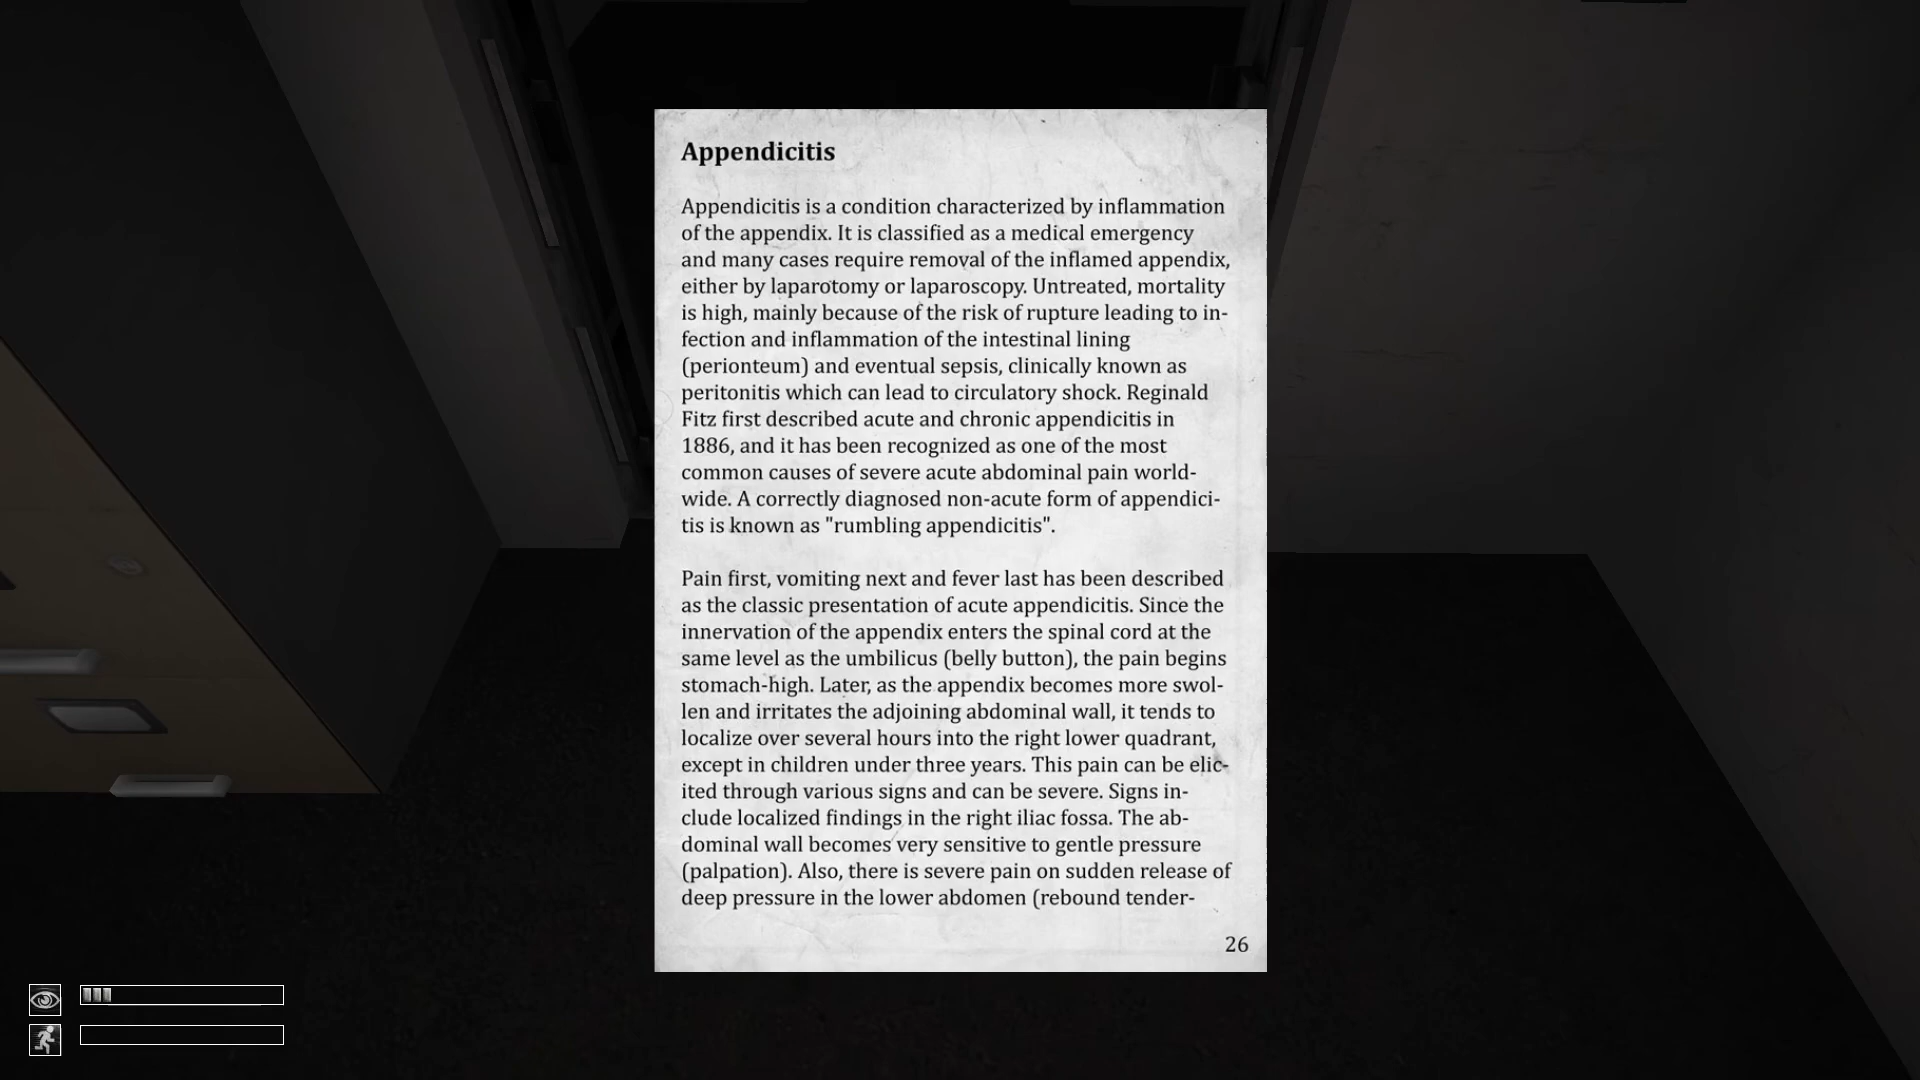 Appendicitis
Appendicitis is a condition characterized by inflammation
of the appendix. It is classified as a medical emergency
and many cases require removal of the inflamed appendix,
either by laparotomy or laparoscopy. Untreated, mortality
is high, mainly because of the risk of rupture leading to in-
fection and inflammation of the intestinal lining
(perionteum) and eventual sepsis, clinically known as
peritonitis which can lead to circulatory shock. Reginald
Fitz first described acute and chronic appendicitis in
1886, and it has been recognized as one of the most
common causes of severe acute abdominal pain world-
wide. A correctly diagnosed non-acute form of appendici-
tis is known as "rumbling appendicitis".
Pain first, vomiting next and fever last has been described
as the classic presentation of acute appendicitis. Since the
innervation of the appendix enters the spinal cord at the
same level as the umbilicus (belly button), the pain begins
stomach-high. Later, as the appendix becomes more swol-
len and irritates the adjoining abdominal wall, it tends to
localize over several hours into the right lower quadrant,
except in children under three years. This pain can be elic-
ited through various signs and can be severe. Signs in-
clude localized findings in the right iliac fossa. The ab-
dominal wall becomes very sensitive to gentle pressure
(palpation). Also, there is severe pain on sudden release of
deep pressure in the lower abdomen (rebound tender-
26